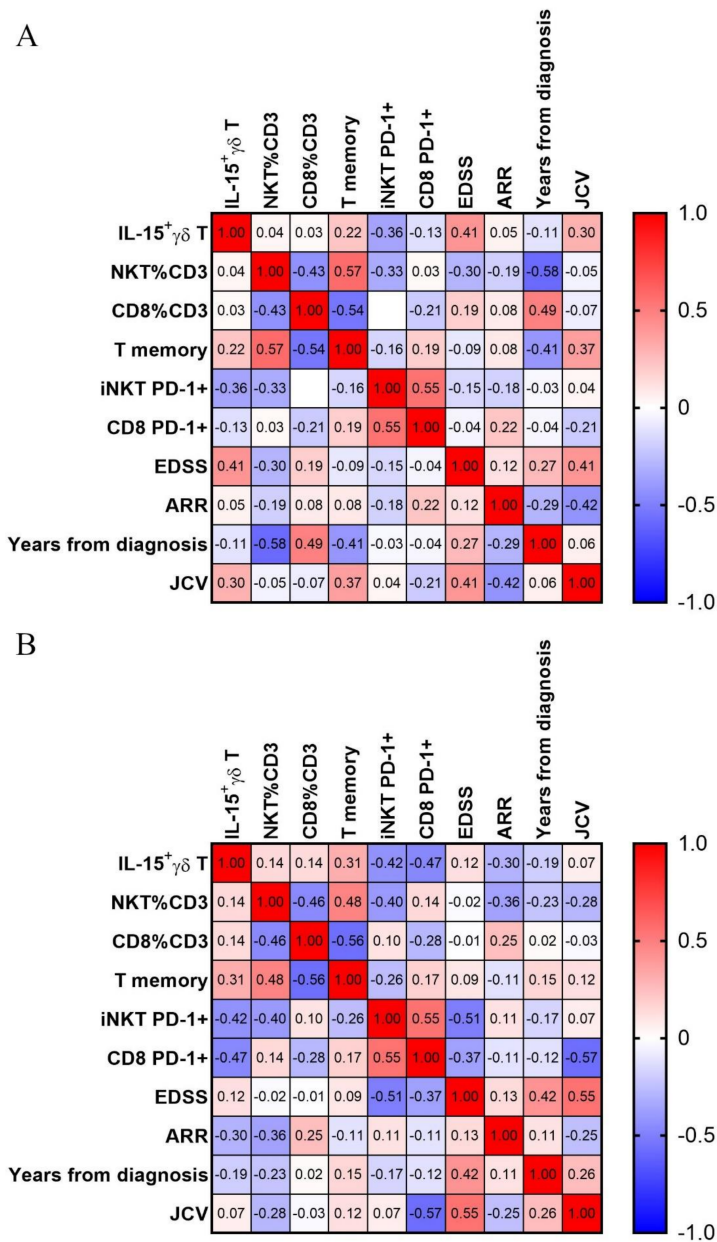 A
IL-15⁺γδ T
NKT%CD3
CD8%CD3
T memory
iNKT PD-1+
CD8 PD-1+
EDSS
ARR
Years from diagnosis
JCV
IL-15⁺γδ T 1.00 0.04 0.03 0.22 -0.36 -0.13 0.41 0.05 -0.11 0.30
NKT%CD3 0.04 1.00 -0.43 0.57 -0.33 0.03 -0.30 -0.19 -0.58 -0.05
CD8%CD3 0.03 -0.43 1.00 -0.54 -0.21 0.19 0.08 0.49 -0.07
T memory 0.22 0.57 -0.54 1.00 -0.16 0.19 -0.09 0.08 -0.41 0.37
iNKT PD-1+ -0.36 -0.33 -0.16 1.00 0.55 -0.15 -0.18 -0.03 0.04
CD8 PD-1+ -0.13 0.03 -0.21 0.19 0.55 1.00 -0.04 0.22 -0.04 -0.21
EDSS 0.41 -0.30 0.19 -0.09 -0.15 -0.04 1.00 0.12 0.27 0.41
ARR 0.05 -0.19 0.08 0.08 -0.18 0.22 0.12 1.00 -0.29 -0.42
Years from diagnosis -0.11 -0.58 0.49 -0.41 -0.03 -0.04 0.27 -0.29 1.00 0.06
JCV 0.30 -0.05 -0.07 0.37 0.04 -0.21 0.41 -0.42 0.06 1.00
1.0
0.5
0
-0.5
-1.0
B
IL-15⁺γδ T
NKT%CD3
CD8%CD3
T memory
iNKT PD-1+
CD8 PD-1+
EDSS
ARR
Years from diagnosis
JCV
IL-15⁺γδ T 1.00 0.14 0.14 0.31 -0.42 -0.47 0.12 -0.30 -0.19 0.07
NKT%CD3 0.14 1.00 -0.46 0.48 -0.40 0.14 -0.02 -0.36 -0.23 -0.28
CD8%CD3 0.14 -0.46 1.00 -0.56 0.10 -0.28 -0.01 0.25 0.02 -0.03
T memory 0.31 0.48 -0.56 1.00 -0.26 0.17 0.09 -0.11 0.15 0.12
iNKT PD-1+ -0.42 -0.40 0.10 -0.26 1.00 0.55 -0.51 0.11 -0.17 0.07
CD8 PD-1+ -0.47 0.14 -0.28 0.17 0.55 1.00 -0.37 -0.11 -0.12 -0.57
EDSS 0.12 -0.02 -0.01 0.09 -0.51 -0.37 1.00 0.13 0.42 0.55
ARR -0.30 -0.36 0.25 -0.11 0.11 -0.11 0.13 1.00 0.11 -0.25
Years from diagnosis -0.19 -0.23 0.02 0.15 -0.17 -0.12 0.42 0.11 1.00 0.26
JCV 0.07 -0.28 -0.03 0.12 0.07 -0.57 0.55 -0.25 0.26 1.00
1.0
0.5
0
-0.5
-1.0